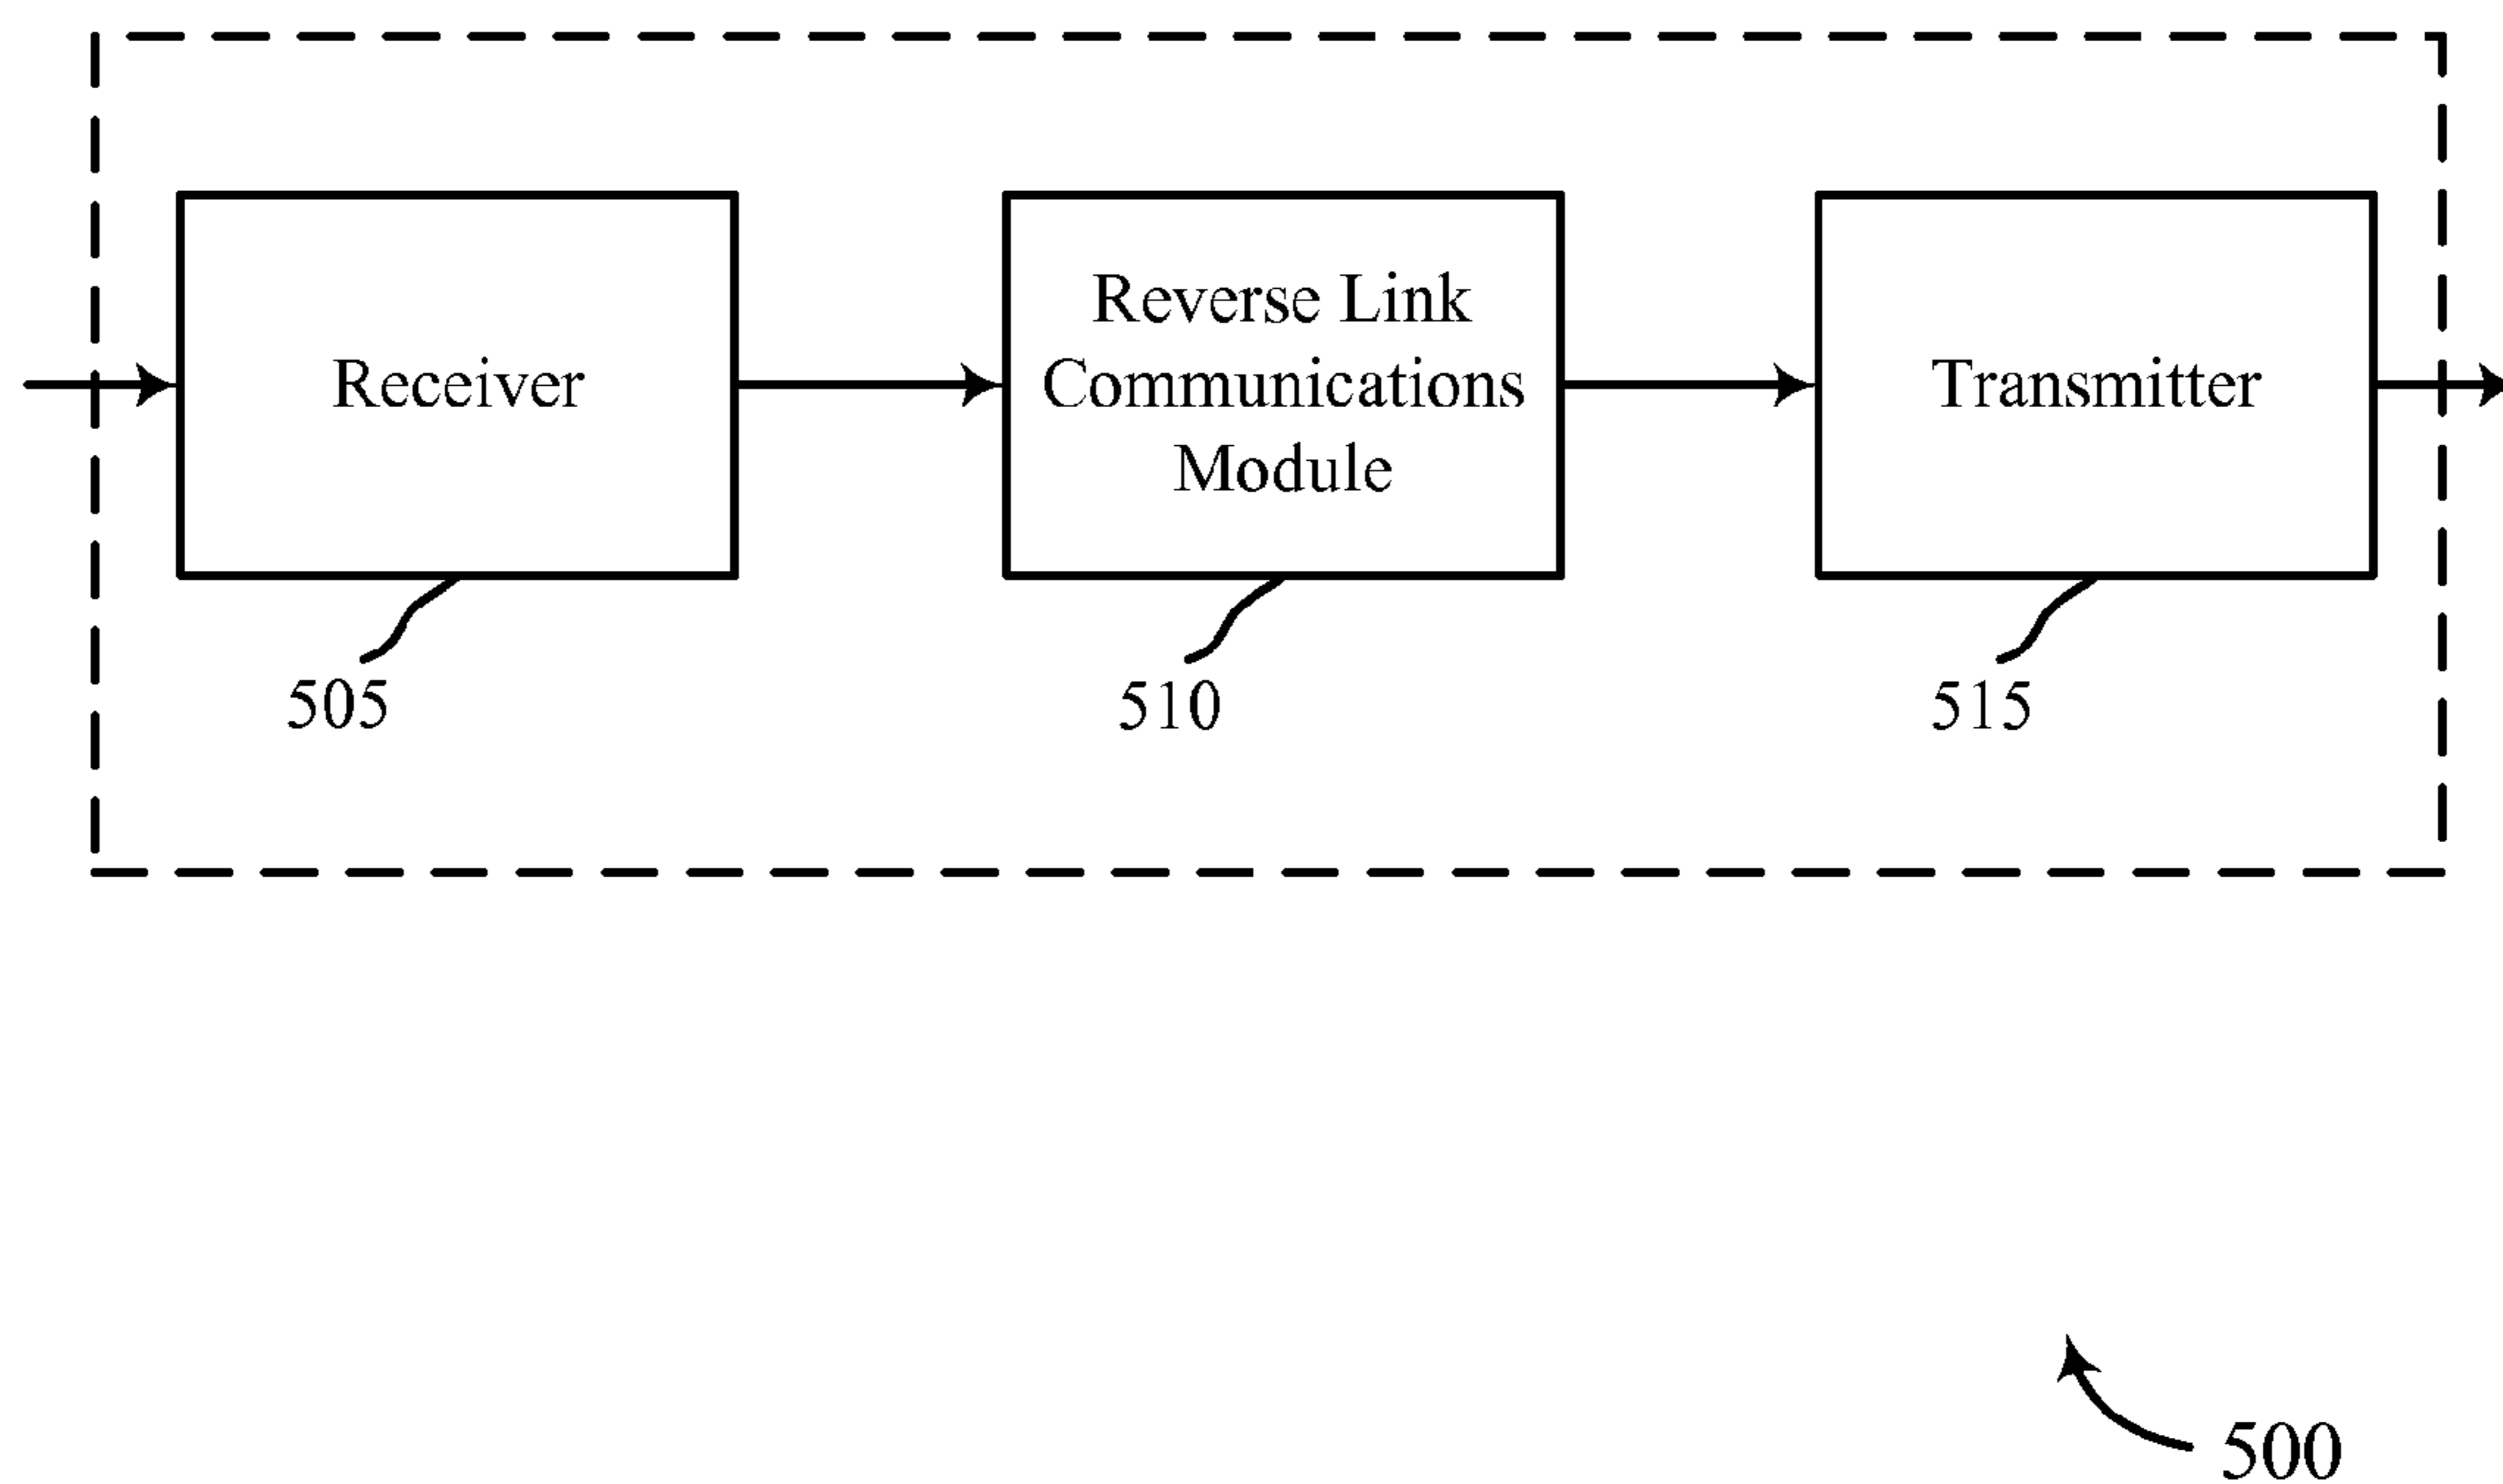 Receiver
Reverse Link
Communications
Module
Transmitter
505
510
515
500